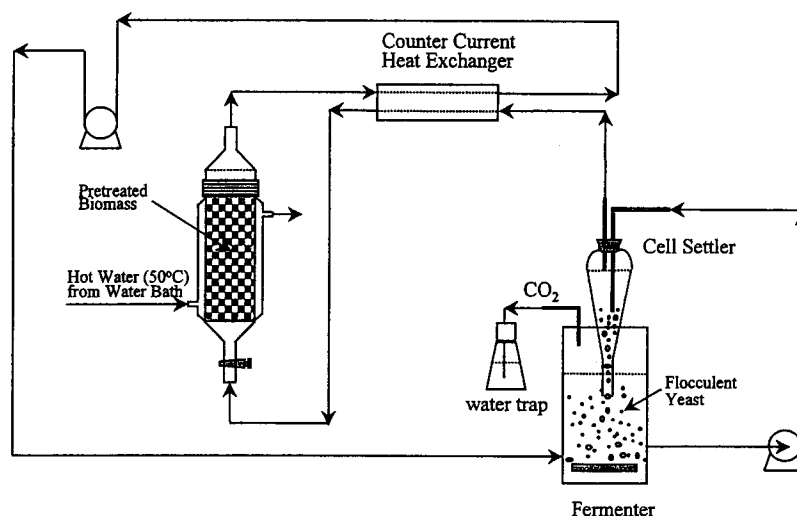 Counter Current
Heat Exchanger
Pretreated
Biomass
Hot Water (50°C)
from Water Bath
Cell Settler
CO₂
water trap
Flocculent
Yeast
Fermenter